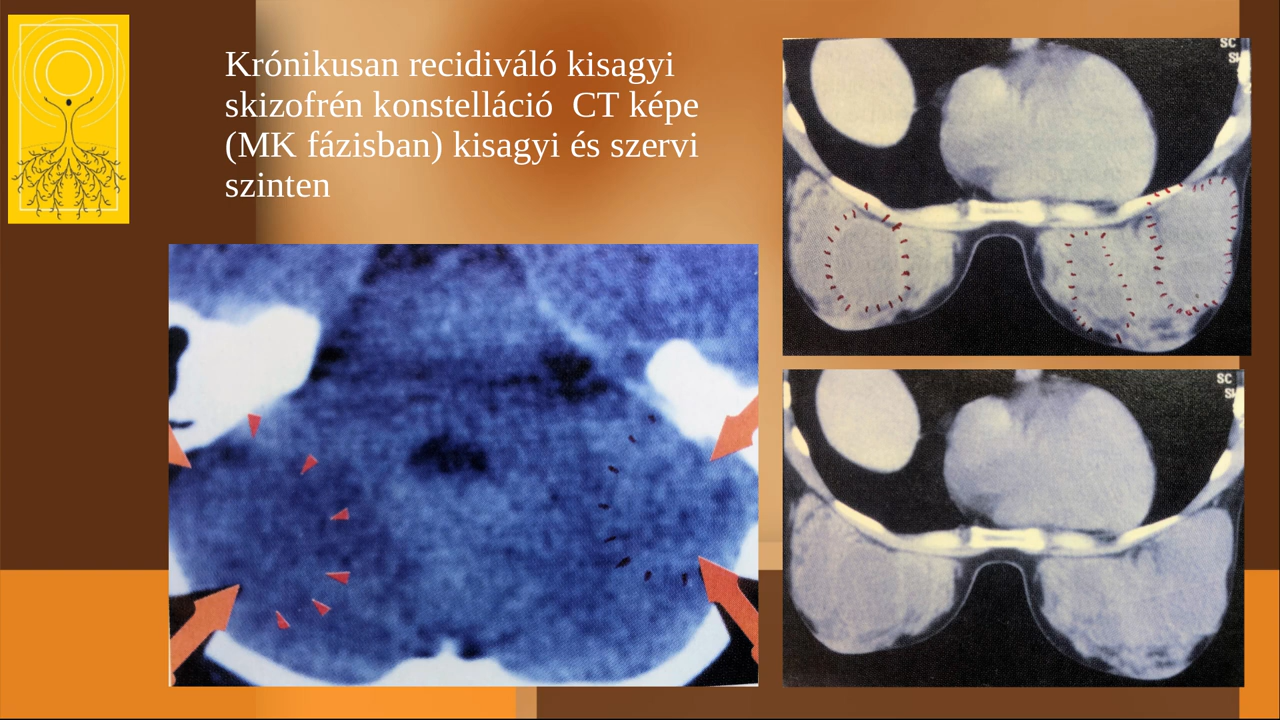 Krónikusan recidiváló kisagyi
skizofrén konstelláció  CT képe
(MK fázisban) kisagyi és szervi
szinten
SC
SC